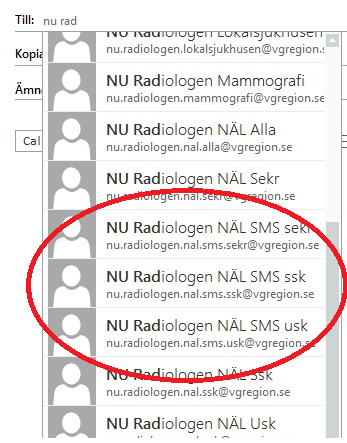 Till: nu rad
NU Radiologen Lokalsjukhusen
nu.radiologen.lokalsjukhusen@vgregion.s
Kopia
NU Radiologen Mammografi
nu.radiologen.mammografi@vgregion.se
Ämn
NU Radiologen NÄL Alla
nu.radiologen.nal.alla@vgregion.se
Cal
NU Radiologen NÄL Sekr
nu.radiologen.nal.sekr@vgregion.se
NU Radiologen NÄL SMS sekr
nu.radiologen.nal.sms.sekr@vgregion.se
NU Radiologen NÄL SMS ssk
nu.radiologen.nal.sms.ssk@vgregion.se
NU Radiologen NÄL SMS usk
nu.radiologen.nal.sms.usk@vgregion.se
NU Radiologen NÄL Ssk
nu.radiologen.nal.ssk@vgregion.se
NU Radiologen NÄL Usk